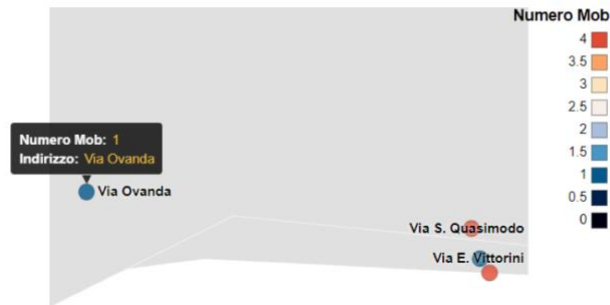 Numero Mob
4
3.5
3
2.5
2
1.5
1
0.5
0
Numero Mob: 1
Indirizzo: Via Ovanda
Via Ovanda
Via S. Quasimodo
Via E. Vittorini